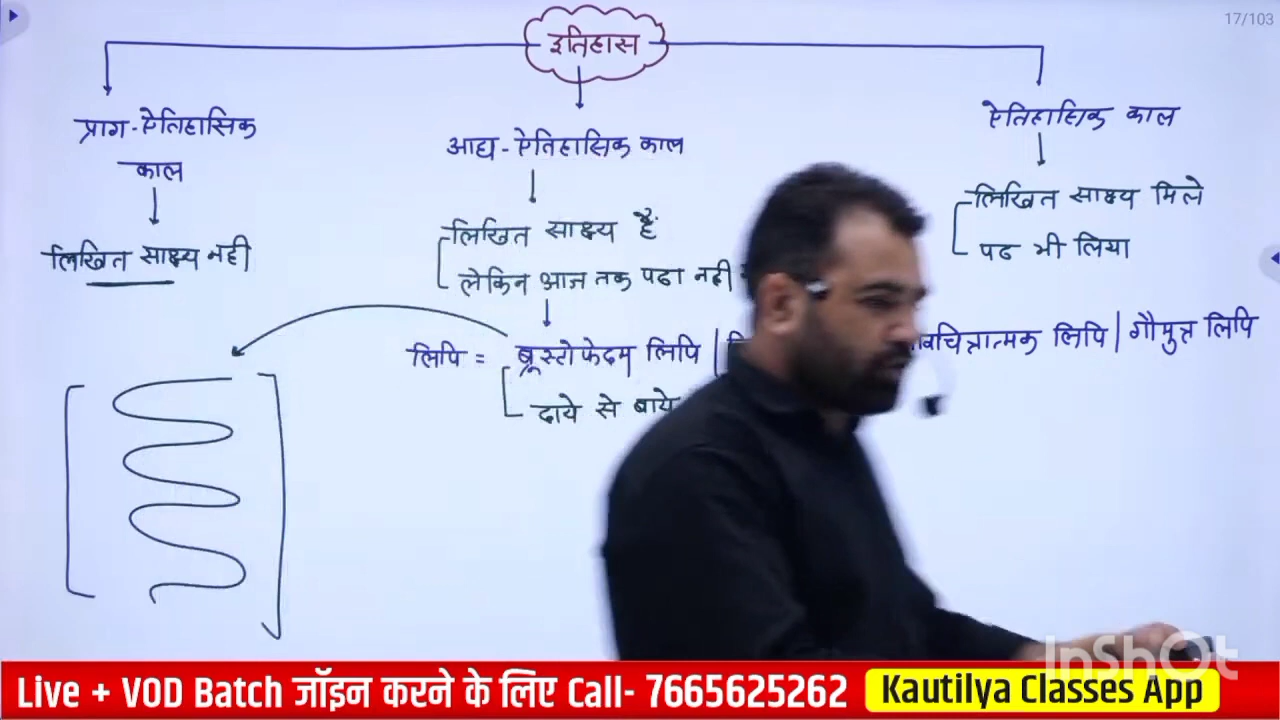 17/103
इतिहास
प्राग-ऐतिहासिक
काल
लिखित साक्ष्य नही
आद्य-ऐतिहासिक काल
लिखित साक्ष्य हैं
लेकिन आज तक पढा नही
लिपि = ब्रूस्टोफेदम लिपि | चित्रात्मक लिपि | गौमुत्र लिपि
दाये से बाये
ऐतिहासिक काल
लिखित साक्ष्य मिले
पढ भी लिया
InShOt
Live + VOD Batch जॉइन करने के लिए Call- 7665625262
Kautilya Classes App